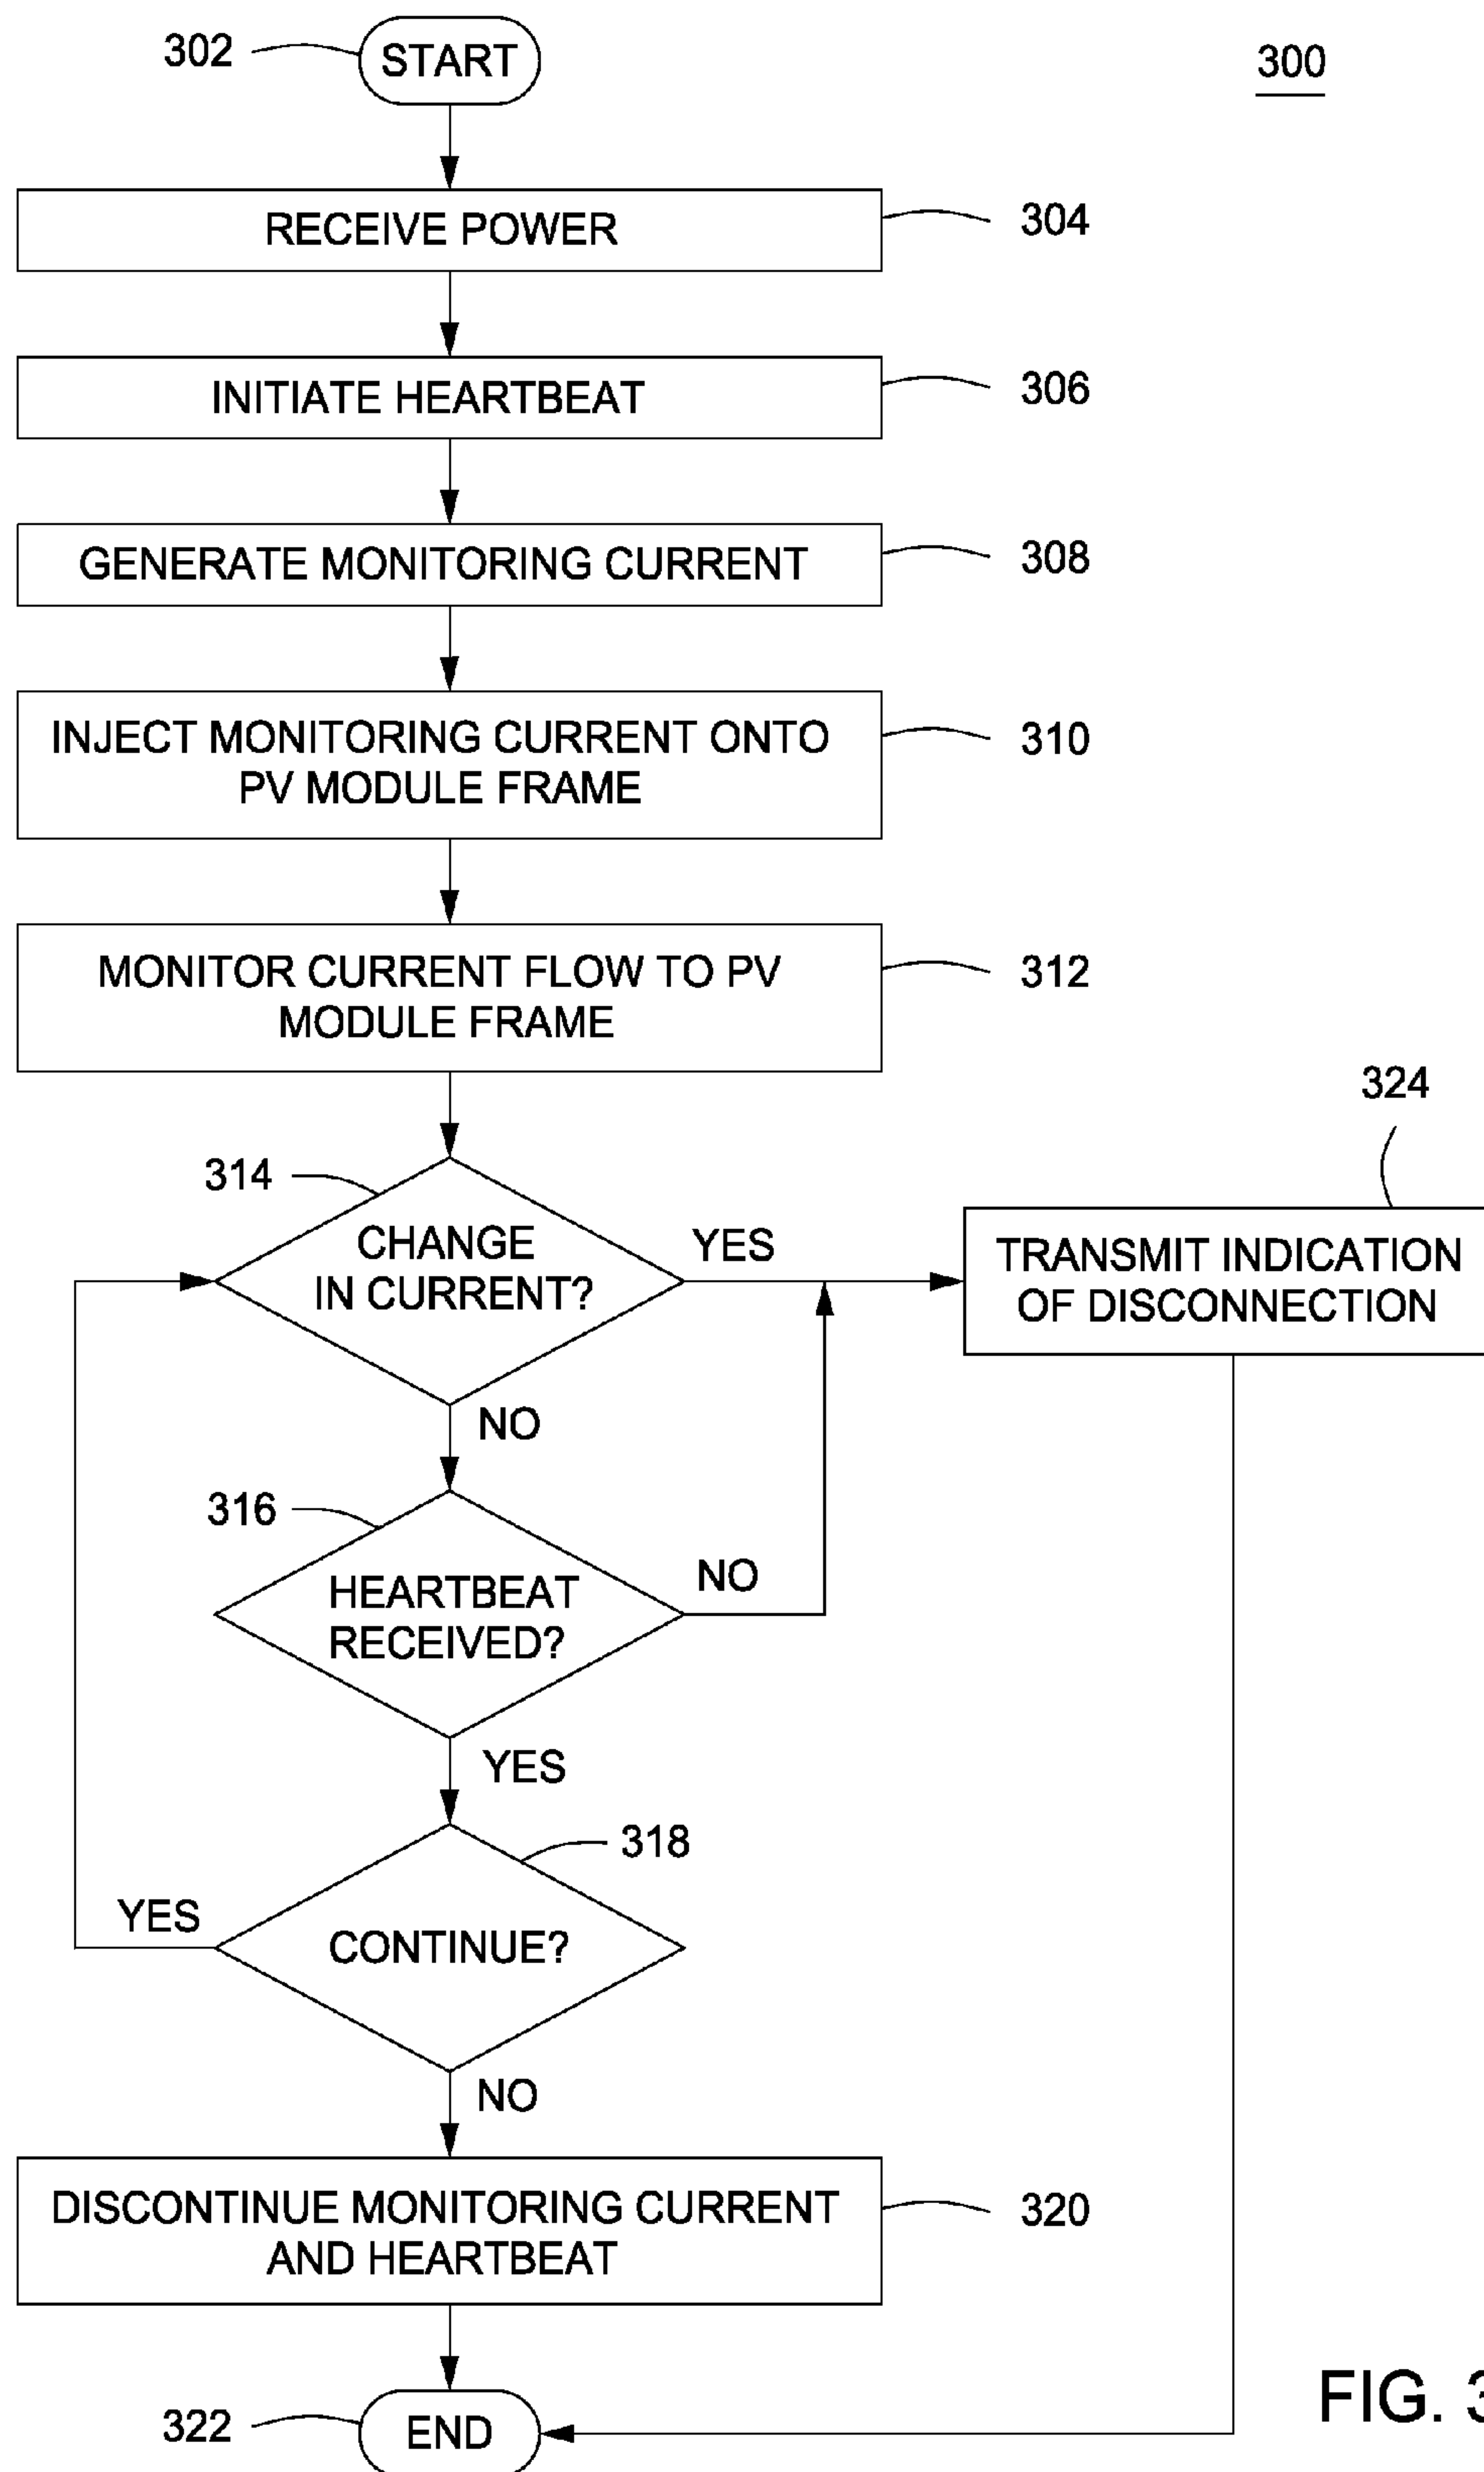 302
START
300
RECEIVE POWER
304
INITIATE HEARTBEAT
306
GENERATE MONITORING CURRENT
308
INJECT MONITORING CURRENT ONTO
PV MODULE FRAME
310
MONITOR CURRENT FLOW TO PV
MODULE FRAME
312
314
CHANGE
IN CURRENT?
YES
NO
324
TRANSMIT INDICATION
OF DISCONNECTION
316
HEARTBEAT
RECEIVED?
NO
YES
318
CONTINUE?
YES
NO
DISCONTINUE MONITORING CURRENT
AND HEARTBEAT
320
322
END
FIG. 3